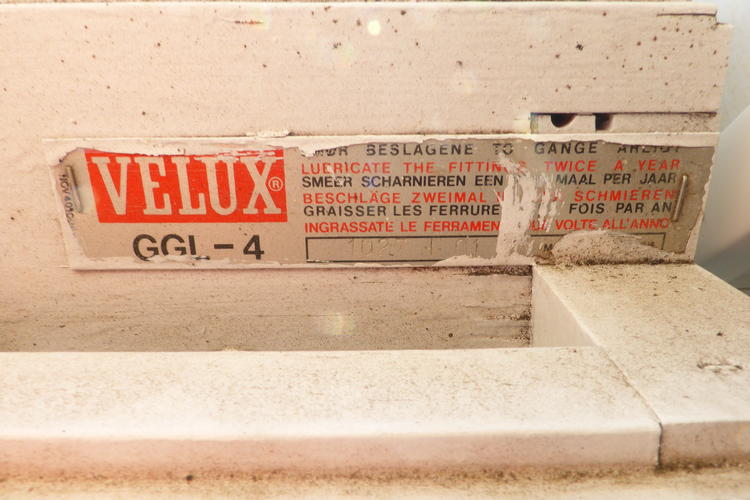 VELUX®
GGL-4
BESLAGENE TO GANGE
LUBRICATE THE FITTINGS TWICE A YEAR
SMEER SCHARNIEREN EEN MAAL PER JAAR
BESCHLÄGE ZWEIMAL SCHMIEREN
GRAISSER LES FERRURE FOIS PAR AN
INGRASSATE LE FERRAMEN VOLTE ALL'ANNO